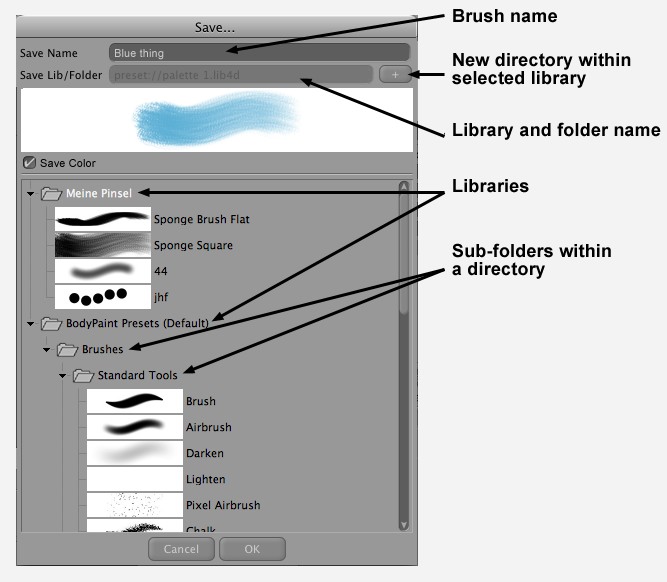 Save...
Brush name
Save Name
Blue thing
New directory within
selected library
Save Lib/Folder
preset://palette 1.lib4d
+
Library and folder name
Save Color
Libraries
Meine Pinsel
Sponge Brush Flat
Sponge Square
44
jhf
Sub-folders within
a directory
BodyPaint Presets (Default)
Brushes
Standard Tools
Brush
Airbrush
Darken
Lighten
Pixel Airbrush
Chalk
Cancel
OK